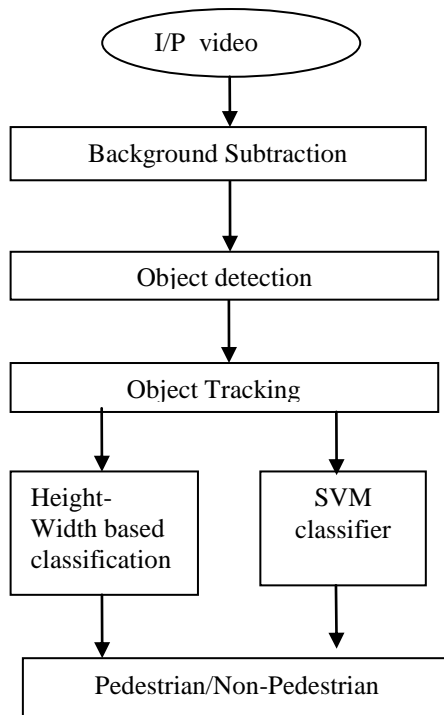 I/P video
Background Subtraction
Object detection
Object Tracking
Height-
Width based
classification
SVM
classifier
Pedestrian/Non-Pedestrian